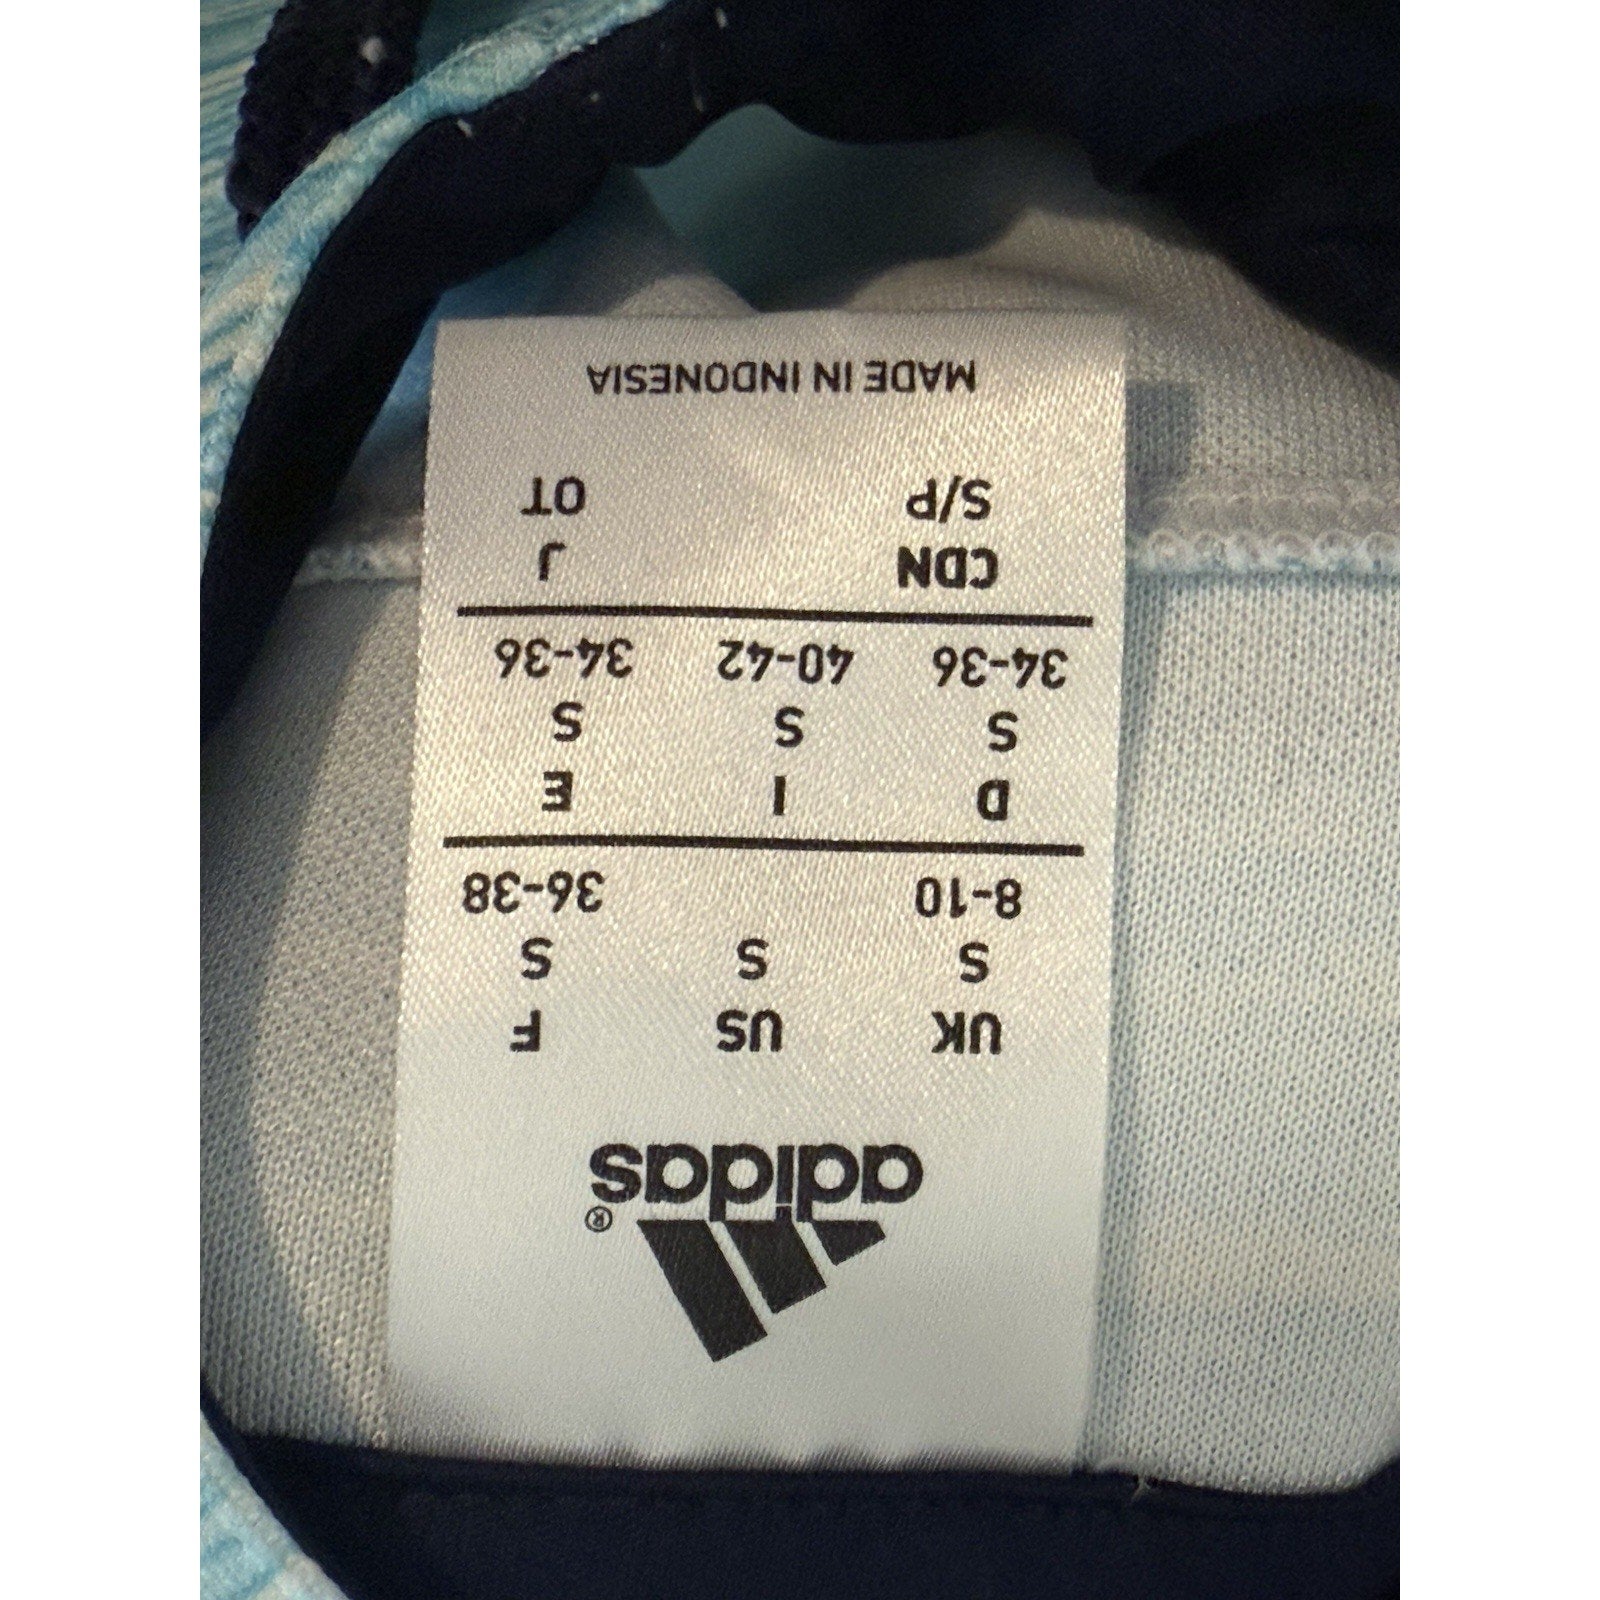 adidas®
UK US F
S S S
8-10 36-38
D I E
S S S
34-36 40-42 34-36
CDN J
S/P OT
MADE IN INDONESIA